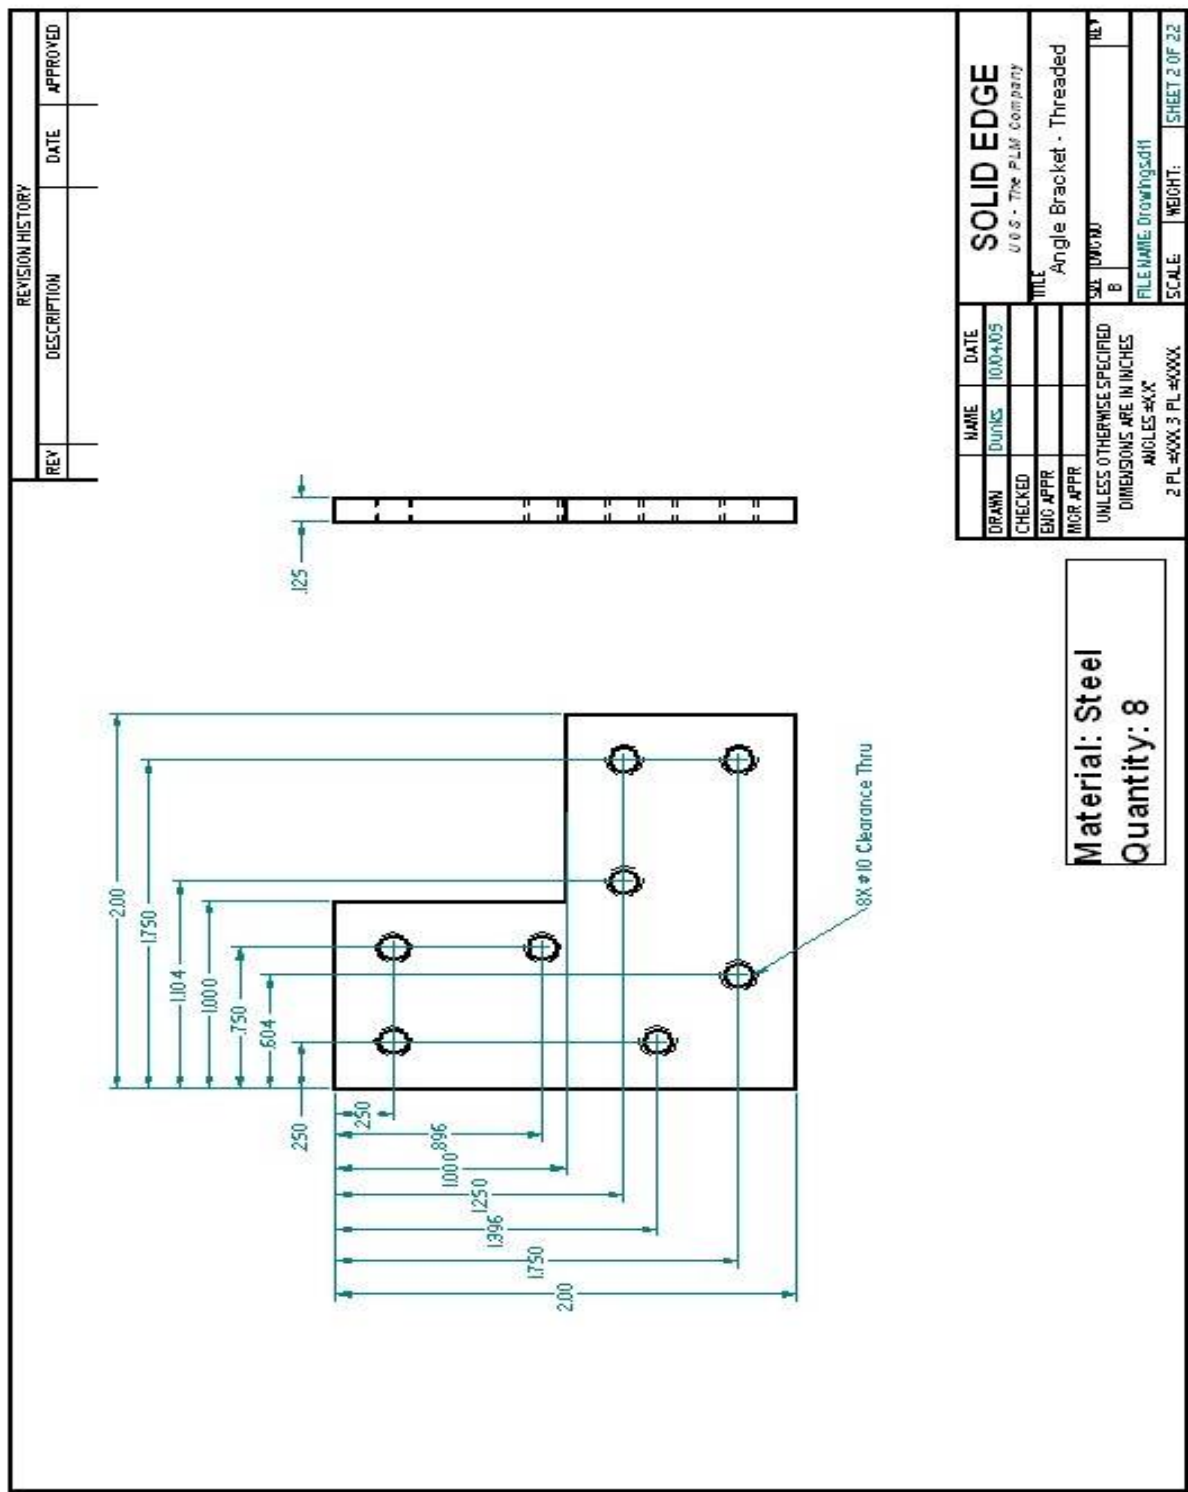 REVISION HISTORY
REV DESCRIPTION DATE APPROVED
2.00
1.750
1.104
1.000
.750
.604
.250
.250
.896
1.000
1.250
1.396
1.750
2.00
.125
8X #10 Clearance Thru
Material: Steel
Quantity: 8
NAME DATE
DRAWN Dunks 10/04/05
CHECKED
ENG APPR
MGR APPR
UNLESS OTHERWISE SPECIFIED
DIMENSIONS ARE IN INCHES
ANGLES ±X.X°
2 PL ±X.XX 3 PL ±X.XXX
SOLID EDGE
UGS - The PLM Company
TITLE
Angle Bracket - Threaded
SIZE DWG NO REV
B
FILE NAME: Drawings.dft
SCALE: WEIGHT: SHEET 2 OF 22